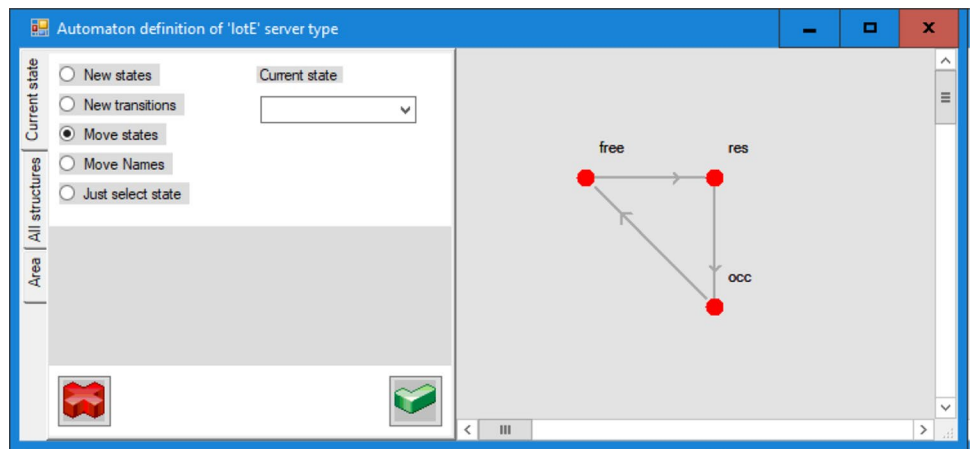 Automaton definition of 'IotE' server type
Current state
All structures
Area
New states
New transitions
Move states
Move Names
Just select state
Current state
free
res
occ